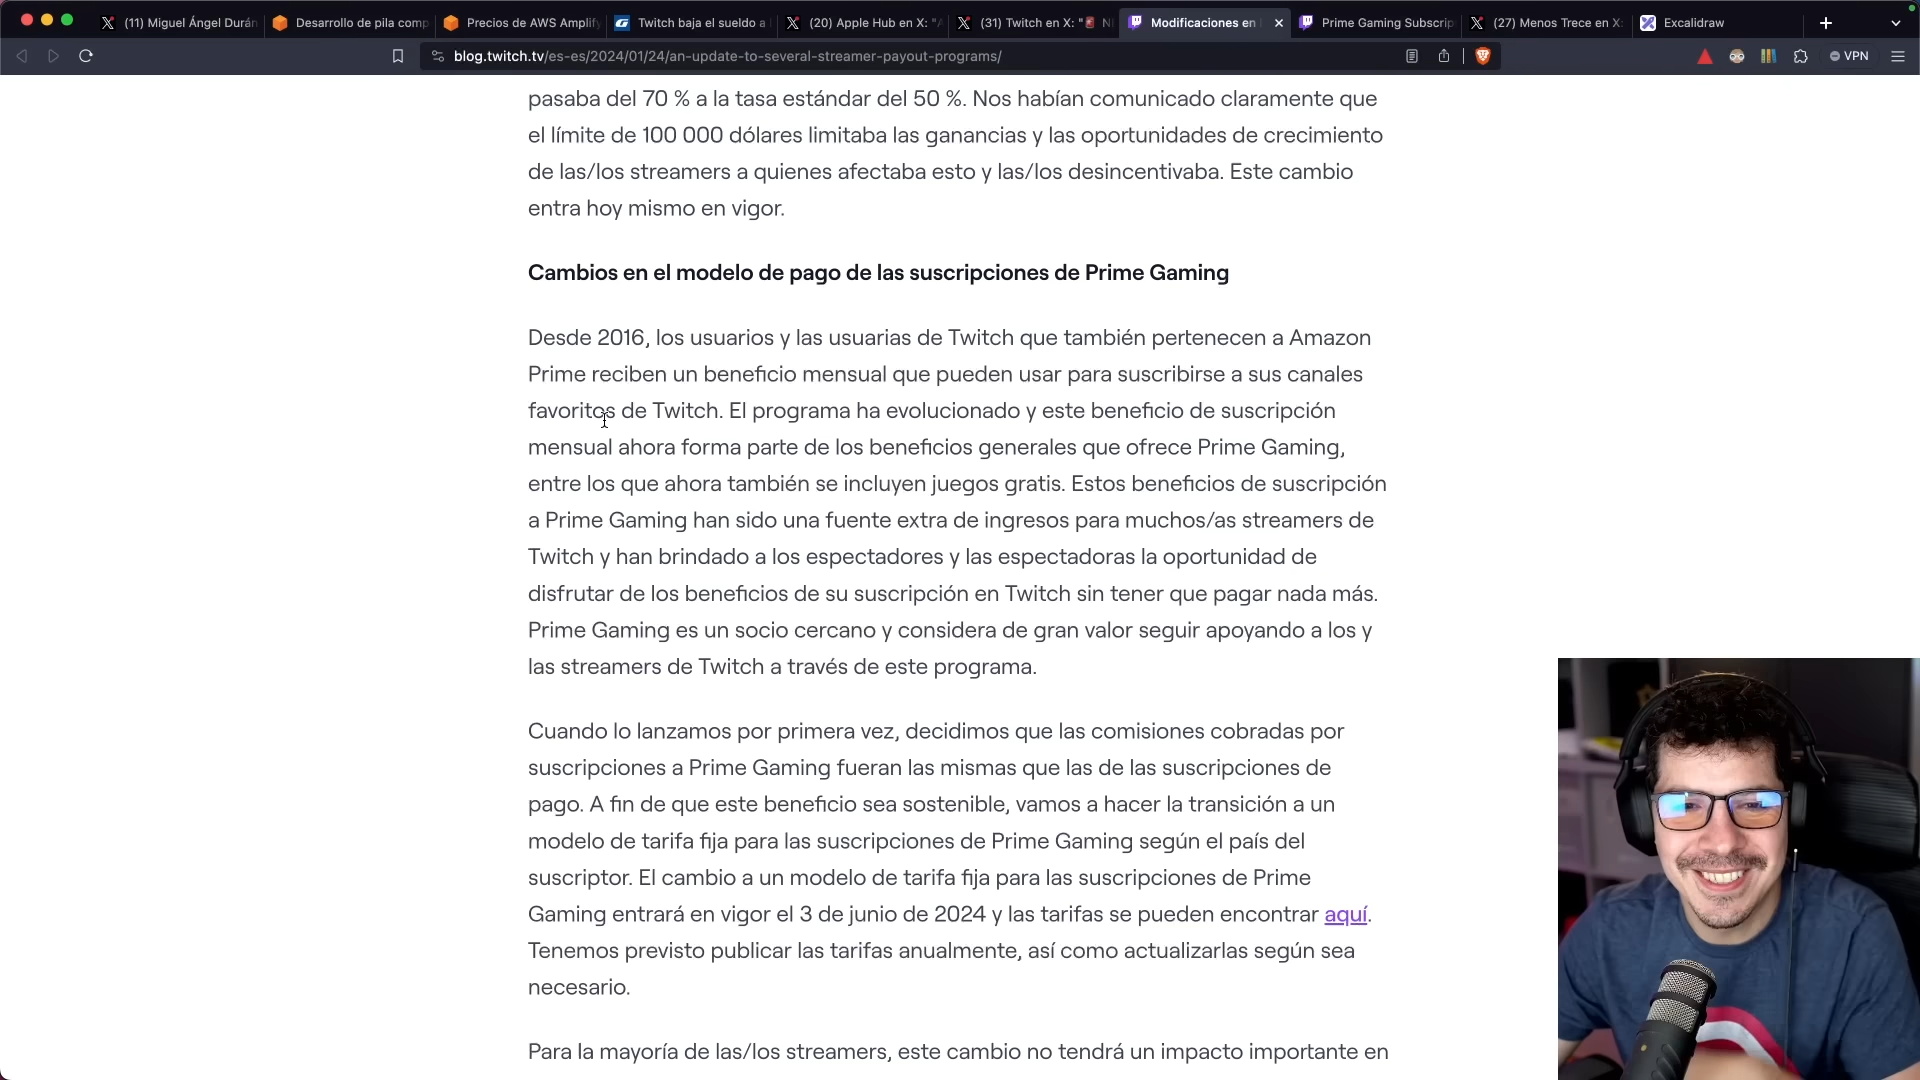 (11) Miguel Ángel Durán
Desarrollo de pila comp
Precios de AWS Amplify
Twitch baja el sueldo a
(20) Apple Hub en X: "
(31) Twitch en X: "
Modificaciones en
Prime Gaming Subscrip
(27) Menos Trece en X:
Excalidraw
blog.twitch.tv/es-es/2024/01/24/an-update-to-several-streamer-payout-programs/
VPN
pasaba del 70 % a la tasa estándar del 50 %. Nos habían comunicado claramente que
el límite de 100 000 dólares limitaba las ganancias y las oportunidades de crecimiento
de las/los streamers a quienes afectaba esto y las/los desincentivaba. Este cambio
entra hoy mismo en vigor.
Cambios en el modelo de pago de las suscripciones de Prime Gaming
Desde 2016, los usuarios y las usuarias de Twitch que también pertenecen a Amazon
Prime reciben un beneficio mensual que pueden usar para suscribirse a sus canales
favoritos de Twitch. El programa ha evolucionado y este beneficio de suscripción
mensual ahora forma parte de los beneficios generales que ofrece Prime Gaming,
entre los que ahora también se incluyen juegos gratis. Estos beneficios de suscripción
a Prime Gaming han sido una fuente extra de ingresos para muchos/as streamers de
Twitch y han brindado a los espectadores y las espectadoras la oportunidad de
disfrutar de los beneficios de su suscripción en Twitch sin tener que pagar nada más.
Prime Gaming es un socio cercano y considera de gran valor seguir apoyando a los y
las streamers de Twitch a través de este programa.
Cuando lo lanzamos por primera vez, decidimos que las comisiones cobradas por
suscripciones a Prime Gaming fueran las mismas que las de las suscripciones de
pago. A fin de que este beneficio sea sostenible, vamos a hacer la transición a un
modelo de tarifa fija para las suscripciones de Prime Gaming según el país del
suscriptor. El cambio a un modelo de tarifa fija para las suscripciones de Prime
Gaming entrará en vigor el 3 de junio de 2024 y las tarifas se pueden encontrar aquí.
Tenemos previsto publicar las tarifas anualmente, así como actualizarlas según sea
necesario.
Para la mayoría de las/los streamers, este cambio no tendrá un impacto importante en